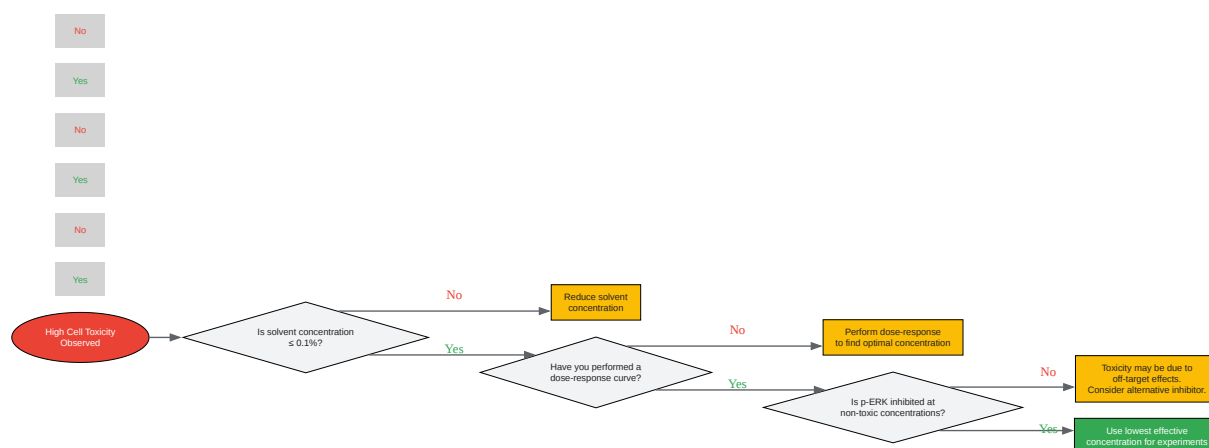 No
Yes
No
Yes
No
Yes
High Cell Toxicity
Observed
Is solvent concentration
≤ 0.1%?
No
Yes
Reduce solvent
concentration
Have you performed a
dose-response curve?
No
Yes
Perform dose-response
to find optimal concentration
Is p-ERK inhibited at
non-toxic concentrations?
No
Yes
Toxicity may be due to
off-target effects.
Consider alternative inhibitor.
Use lowest effective
concentration for experiments